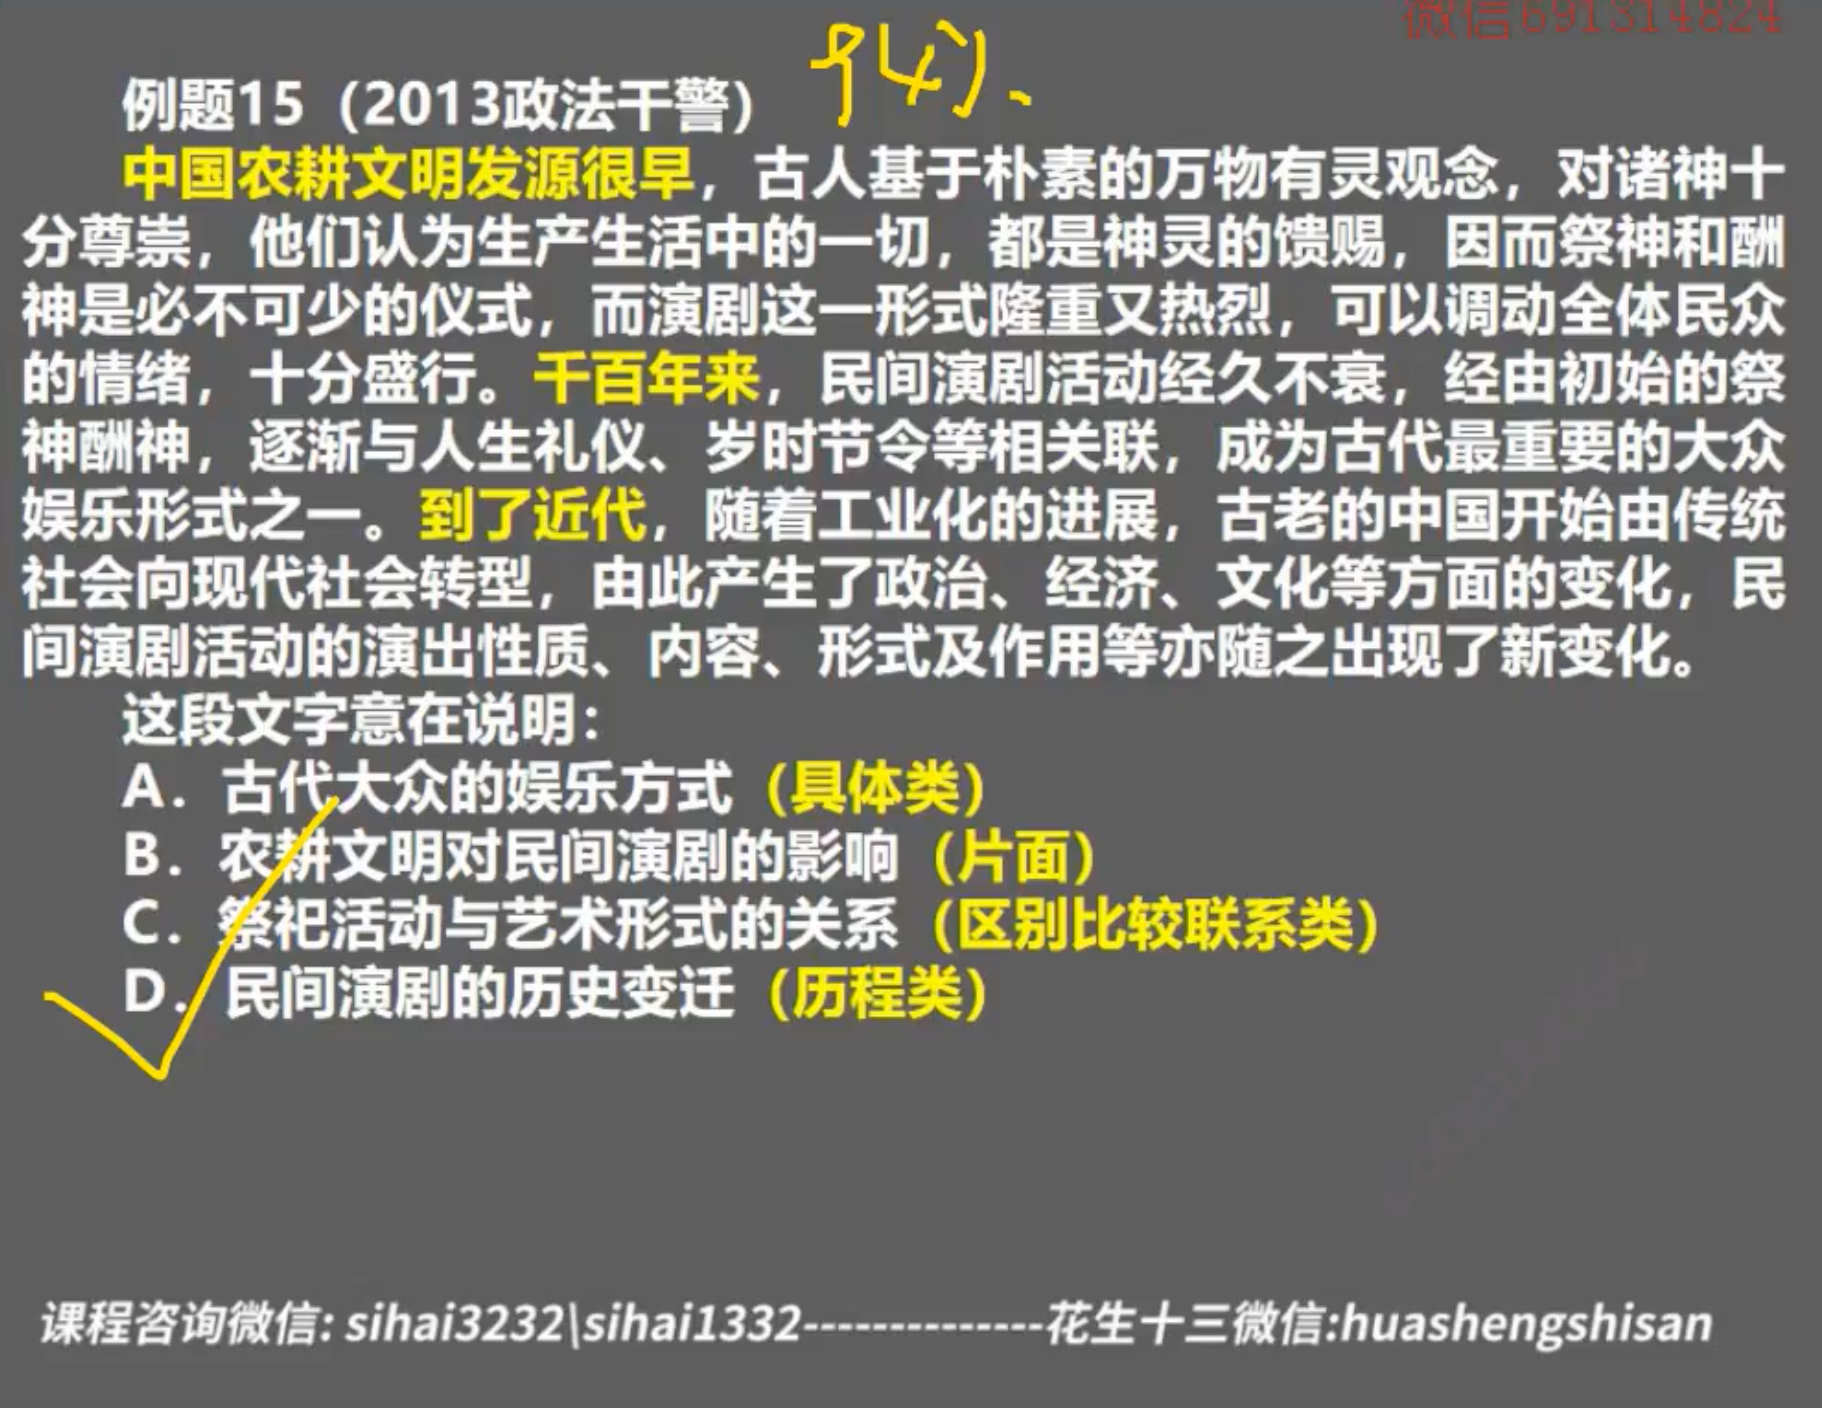 微信691314824
例题15（2013政法干警）
中国农耕文明发源很早，古人基于朴素的万物有灵观念，对诸神十
分尊崇，他们认为生产生活中的一切，都是神灵的馈赐，因而祭神和酬
神是必不可少的仪式，而演剧这一形式隆重又热烈，可以调动全体民众
的情绪，十分盛行。千百年来，民间演剧活动经久不衰，经由初始的祭
神酬神，逐渐与人生礼仪、岁时节令等相关联，成为古代最重要的大众
娱乐形式之一。到了近代，随着工业化的进展，古老的中国开始由传统
社会向现代社会转型，由此产生了政治、经济、文化等方面的变化，民
间演剧活动的演出性质、内容、形式及作用等亦随之出现了新变化。
这段文字意在说明：
A．古代大众的娱乐方式（具体类）
B．农耕文明对民间演剧的影响（片面）
C．祭祀活动与艺术形式的关系（区别比较联系类）
D．民间演剧的历史变迁（历程类）
课程咨询微信: sihai3232\sihai1332--------------花生十三微信:huashengshisan